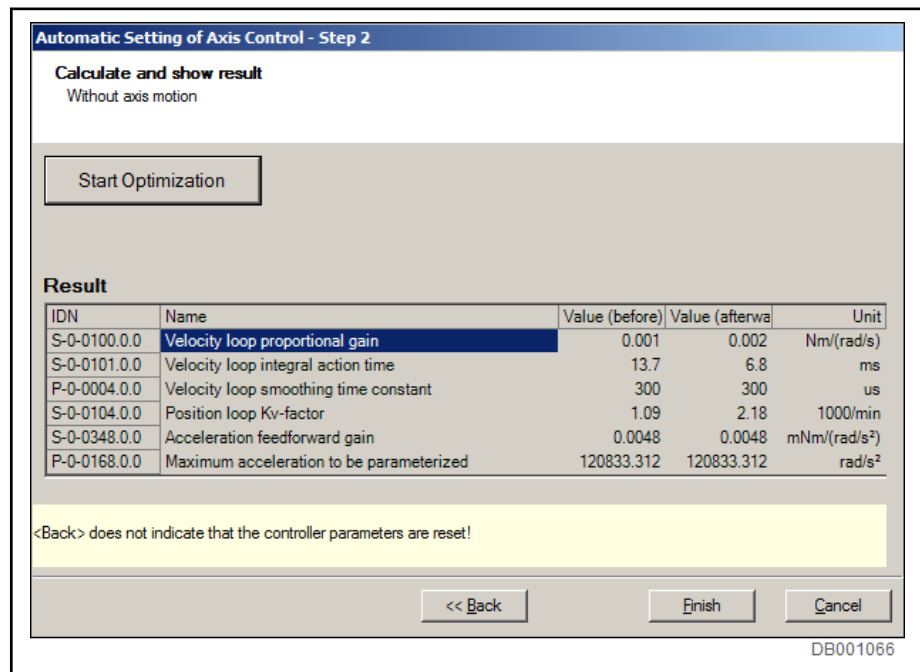 Automatic Setting of Axis Control - Step 2
Calculate and show result
Without axis motion
Start Optimization
Result
IDN Name Value (before) Value (afterwa Unit
S-0-0100.0.0 Velocity loop proportional gain 0.001 0.002 Nm/(rad/s)
S-0-0101.0.0 Velocity loop integral action time 13.7 6.8 ms
P-0-0004.0.0 Velocity loop smoothing time constant 300 300 us
S-0-0104.0.0 Position loop Kv-factor 1.09 2.18 1000/min
S-0-0348.0.0 Acceleration feedforward gain 0.0048 0.0048 mNm/(rad/s²)
P-0-0168.0.0 Maximum acceleration to be parameterized 120833.312 120833.312 rad/s²
<Back> does not indicate that the controller parameters are reset!
<< Back Finish Cancel
DB001066